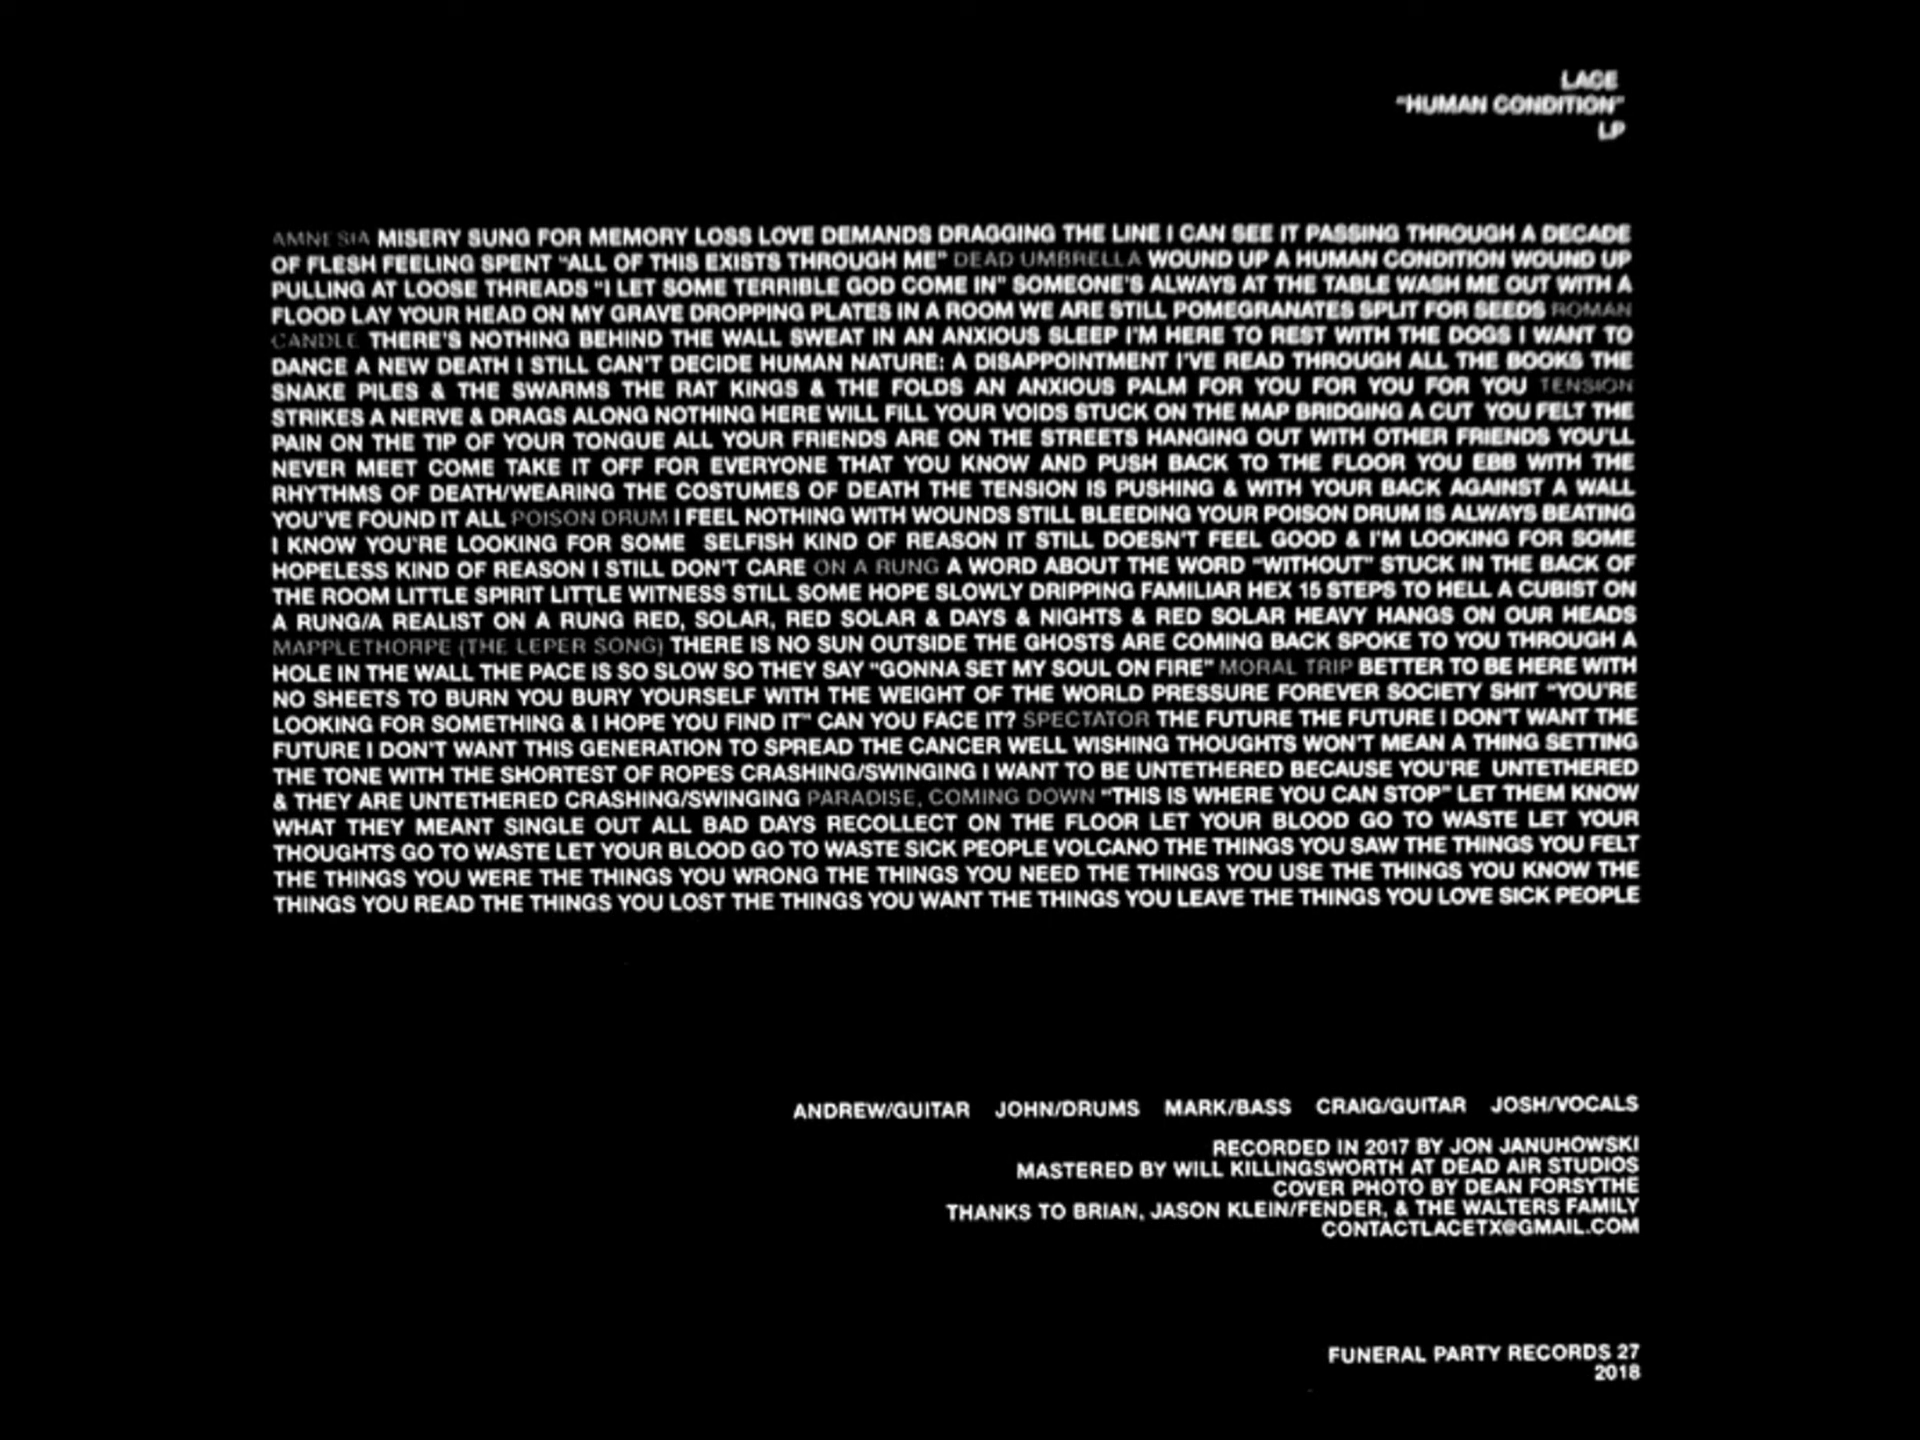 LACE
"HUMAN CONDITION"
LP
AMNESIA MISERY SUNG FOR MEMORY LOSS LOVE DEMANDS DRAGGING THE LINE I CAN SEE IT PASSING THROUGH A DECADE
OF FLESH FEELING SPENT "ALL OF THIS EXISTS THROUGH ME" DEAD UMBRELLA WOUND UP A HUMAN CONDITION WOUND UP
PULLING AT LOOSE THREADS "I LET SOME TERRIBLE GOD COME IN" SOMEONE'S ALWAYS AT THE TABLE WASH ME OUT WITH A
FLOOD LAY YOUR HEAD ON MY GRAVE DROPPING PLATES IN A ROOM WE ARE STILL POMEGRANATES SPLIT FOR SEEDS ROMAN
CANDLE THERE'S NOTHING BEHIND THE WALL SWEAT IN AN ANXIOUS SLEEP I'M HERE TO REST WITH THE DOGS I WANT TO
DANCE A NEW DEATH I STILL CAN'T DECIDE HUMAN NATURE: A DISAPPOINTMENT I'VE READ THROUGH ALL THE BOOKS THE
SNAKE PILES & THE SWARMS THE RAT KINGS & THE FOLDS AN ANXIOUS PALM FOR YOU FOR YOU FOR YOU TENSION
STRIKES A NERVE & DRAGS ALONG NOTHING HERE WILL FILL YOUR VOIDS STUCK ON THE MAP BRIDGING A CUT YOU FELT THE
PAIN ON THE TIP OF YOUR TONGUE ALL YOUR FRIENDS ARE ON THE STREETS HANGING OUT WITH OTHER FRIENDS YOU'LL
NEVER MEET COME TAKE IT OFF FOR EVERYONE THAT YOU KNOW AND PUSH BACK TO THE FLOOR YOU EBB WITH THE
RHYTHMS OF DEATH/WEARING THE COSTUMES OF DEATH THE TENSION IS PUSHING & WITH YOUR BACK AGAINST A WALL
YOU'VE FOUND IT ALL POISON DRUM I FEEL NOTHING WITH WOUNDS STILL BLEEDING YOUR POISON DRUM IS ALWAYS BEATING
I KNOW YOU'RE LOOKING FOR SOME SELFISH KIND OF REASON IT STILL DOESN'T FEEL GOOD & I'M LOOKING FOR SOME
HOPELESS KIND OF REASON I STILL DON'T CARE ON A RUNG A WORD ABOUT THE WORD "WITHOUT" STUCK IN THE BACK OF
THE ROOM LITTLE SPIRIT LITTLE WITNESS STILL SOME HOPE SLOWLY DRIPPING FAMILIAR HEX 15 STEPS TO HELL A CUBIST ON
A RUNG/A REALIST ON A RUNG RED, SOLAR, RED SOLAR & DAYS & NIGHTS & RED SOLAR HEAVY HANGS ON OUR HEADS
MAPPLETHORPE (THE LEPER SONG) THERE IS NO SUN OUTSIDE THE GHOSTS ARE COMING BACK SPOKE TO YOU THROUGH A
HOLE IN THE WALL THE PACE IS SO SLOW SO THEY SAY "GONNA SET MY SOUL ON FIRE" MORAL TRIP BETTER TO BE HERE WITH
NO SHEETS TO BURN YOU BURY YOURSELF WITH THE WEIGHT OF THE WORLD PRESSURE FOREVER SOCIETY SHIT "YOU'RE
LOOKING FOR SOMETHING & I HOPE YOU FIND IT" CAN YOU FACE IT? SPECTATOR THE FUTURE THE FUTURE I DON'T WANT THE
FUTURE I DON'T WANT THIS GENERATION TO SPREAD THE CANCER WELL WISHING THOUGHTS WON'T MEAN A THING SETTING
THE TONE WITH THE SHORTEST OF ROPES CRASHING/SWINGING I WANT TO BE UNTETHERED BECAUSE YOU'RE UNTETHERED
& THEY ARE UNTETHERED CRASHING/SWINGING PARADISE, COMING DOWN "THIS IS WHERE YOU CAN STOP" LET THEM KNOW
WHAT THEY MEANT SINGLE OUT ALL BAD DAYS RECOLLECT ON THE FLOOR LET YOUR BLOOD GO TO WASTE LET YOUR
THOUGHTS GO TO WASTE LET YOUR BLOOD GO TO WASTE SICK PEOPLE VOLCANO THE THINGS YOU SAW THE THINGS YOU FELT
THE THINGS YOU WERE THE THINGS YOU WRONG THE THINGS YOU NEED THE THINGS YOU USE THE THINGS YOU KNOW THE
THINGS YOU READ THE THINGS YOU LOST THE THINGS YOU WANT THE THINGS YOU LEAVE THE THINGS YOU LOVE SICK PEOPLE
ANDREW/GUITAR JOHN/DRUMS MARK/BASS CRAIG/GUITAR JOSH/VOCALS
RECORDED IN 2017 BY JON JANUHOWSKI
MASTERED BY WILL KILLINGSWORTH AT DEAD AIR STUDIOS
COVER PHOTO BY DEAN FORSYTHE
THANKS TO BRIAN, JASON KLEIN/FENDER, & THE WALTERS FAMILY
CONTACTLACETX@GMAIL.COM
FUNERAL PARTY RECORDS 27
2018